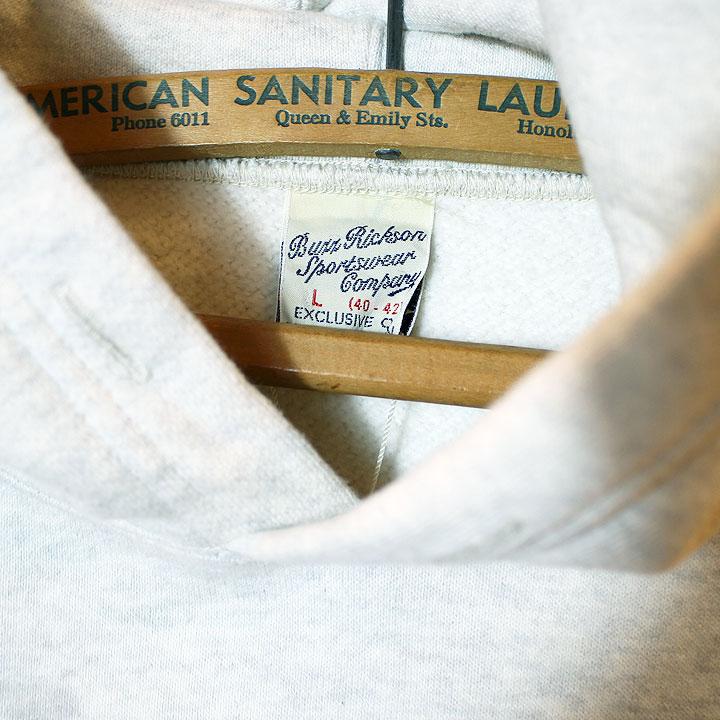 MERICAN SANITARY LAU
Phone 6011 Queen & Emily Sts. Honol
Buzz Rickson
Sportswear
Company
L (40-42)
EXCLUSIVE